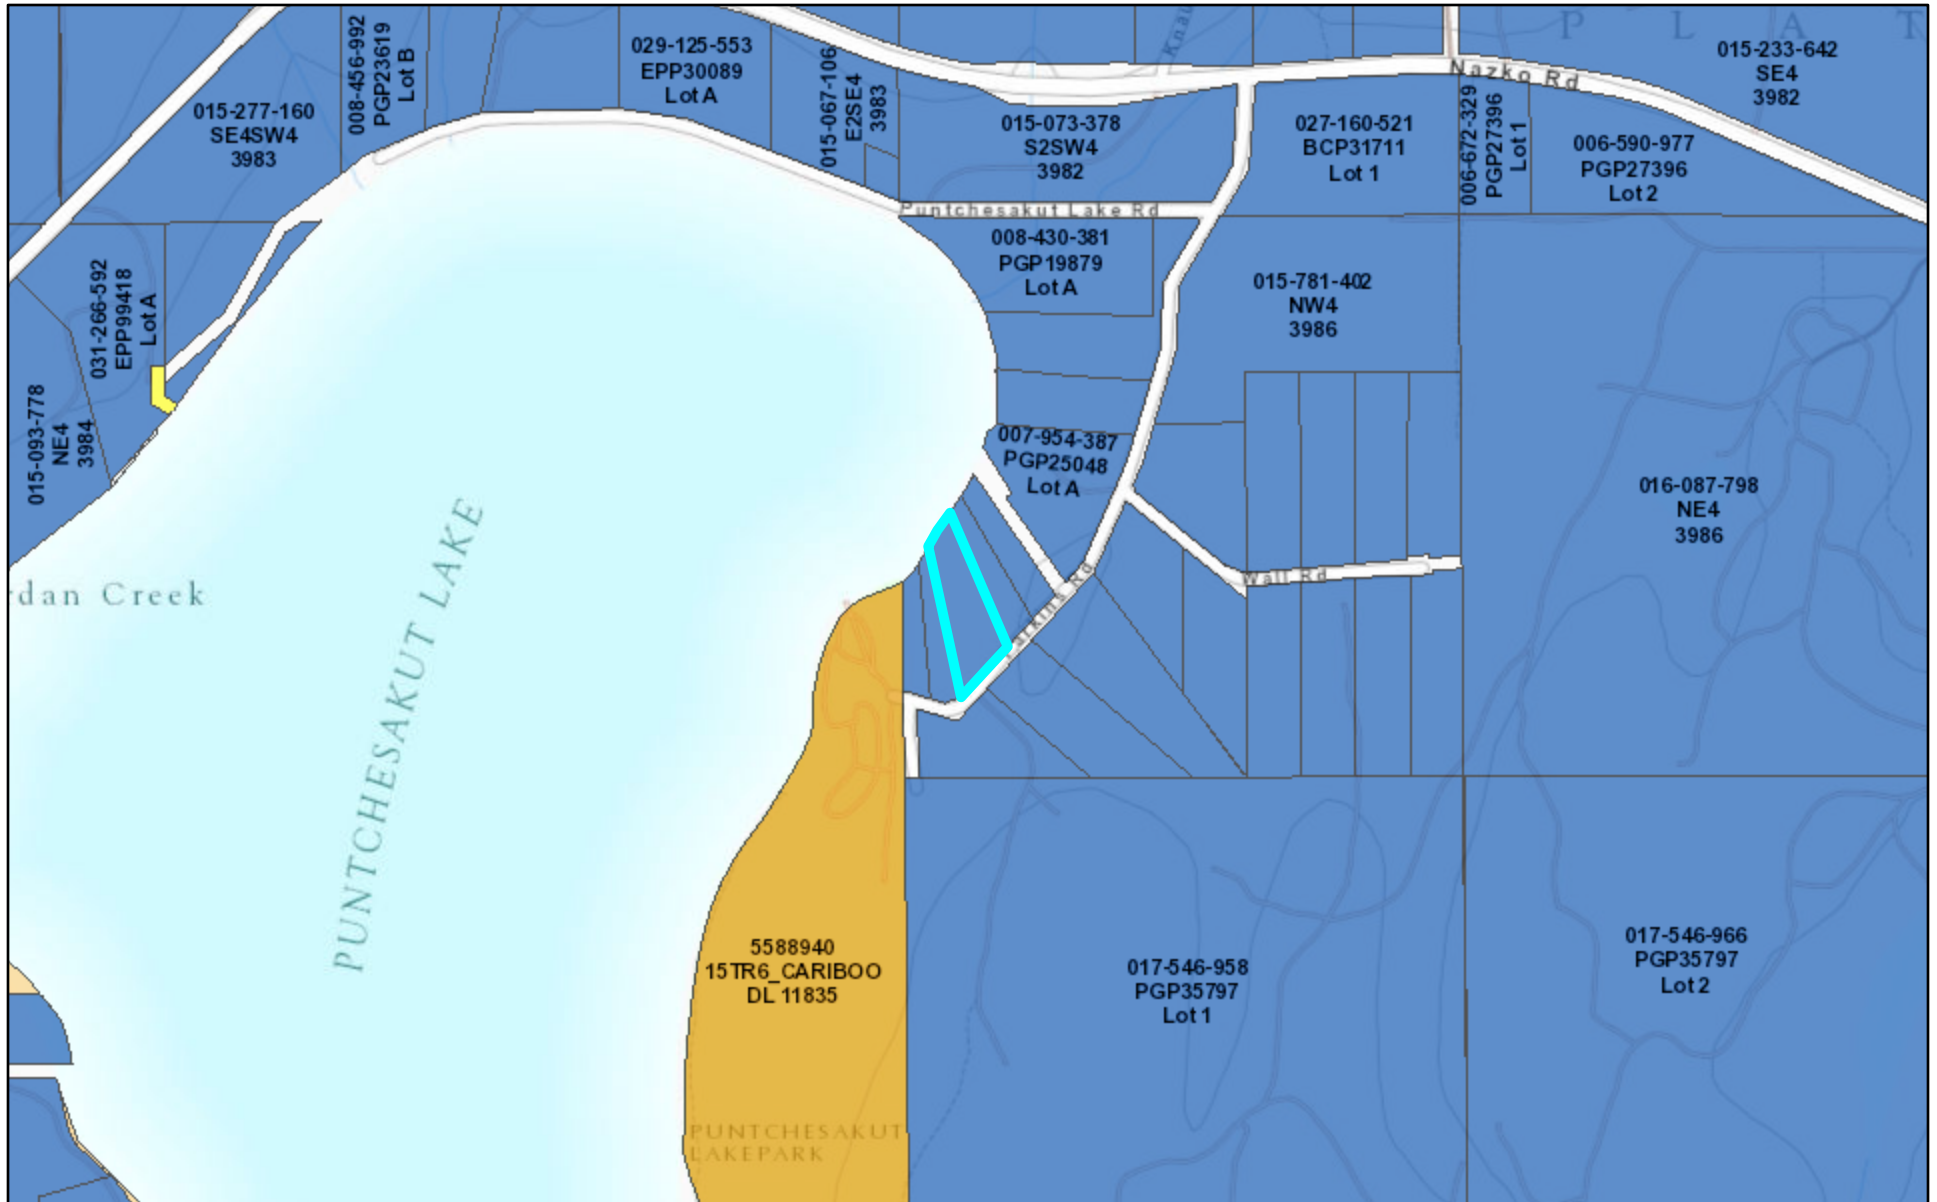 008-456-992
PGP23619
Lot B
029-125-553
EPP30089
Lot A
015-067-106
E2SE4
3983
P L A T
015-233-642
SE4
3982
Nazko Rd
015-277-160
SE4SW4
3983
015-073-378
S2SW4
3982
027-160-521
BCP31711
Lot 1
006-672-329
PGP27396
Lot 1
006-590-977
PGP27396
Lot 2
Puntchesakut Lake Rd
008-430-381
PGP19879
Lot A
031-266-592
EPP99418
Lot A
015-781-402
NW4
3986
015-093-778
NE4
3984
007-954-387
PGP25048
Lot A
016-087-798
NE4
3986
PUNTCHESAKUT LAKE
rdan Creek
Wall Rd
arkins Rd
5588940
15TR6_CARIBOO
DL 11835
017-546-958
PGP35797
Lot 1
017-546-966
PGP35797
Lot 2
PUNTCHESAKUT
LAKE PARK